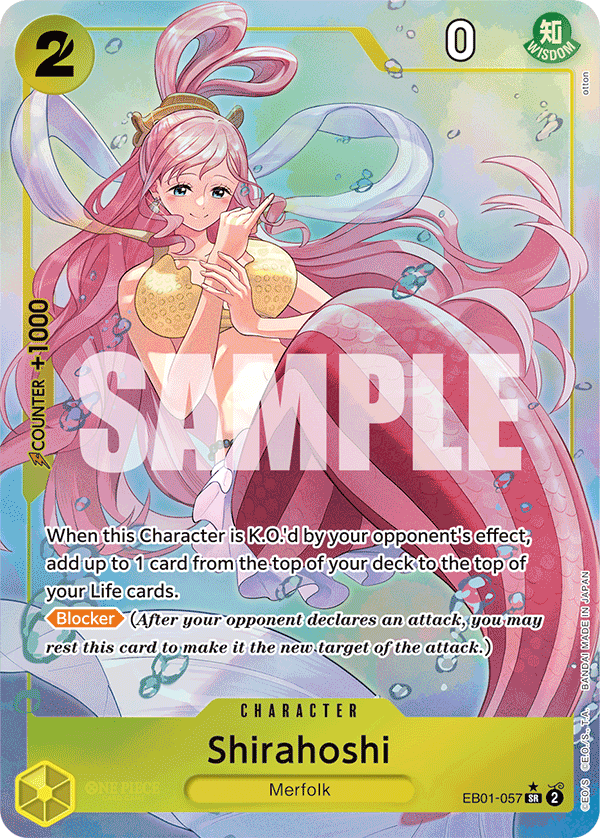 2
0
知
WISDOM
otton
COUNTER +1000
SAMPLE
When this Character is K.O.'d by your opponent's effect,
add up to 1 card from the top of your deck to the top of
your Life cards.
Blocker (After your opponent declares an attack, you may
rest this card to make it the new target of the attack.)
©E.O./S ©E.O./S., T.A. BANDAI MADE IN JAPAN
CHARACTER
Shirahoshi
ONE PIECE
Merfolk
EB01-057 SR 2